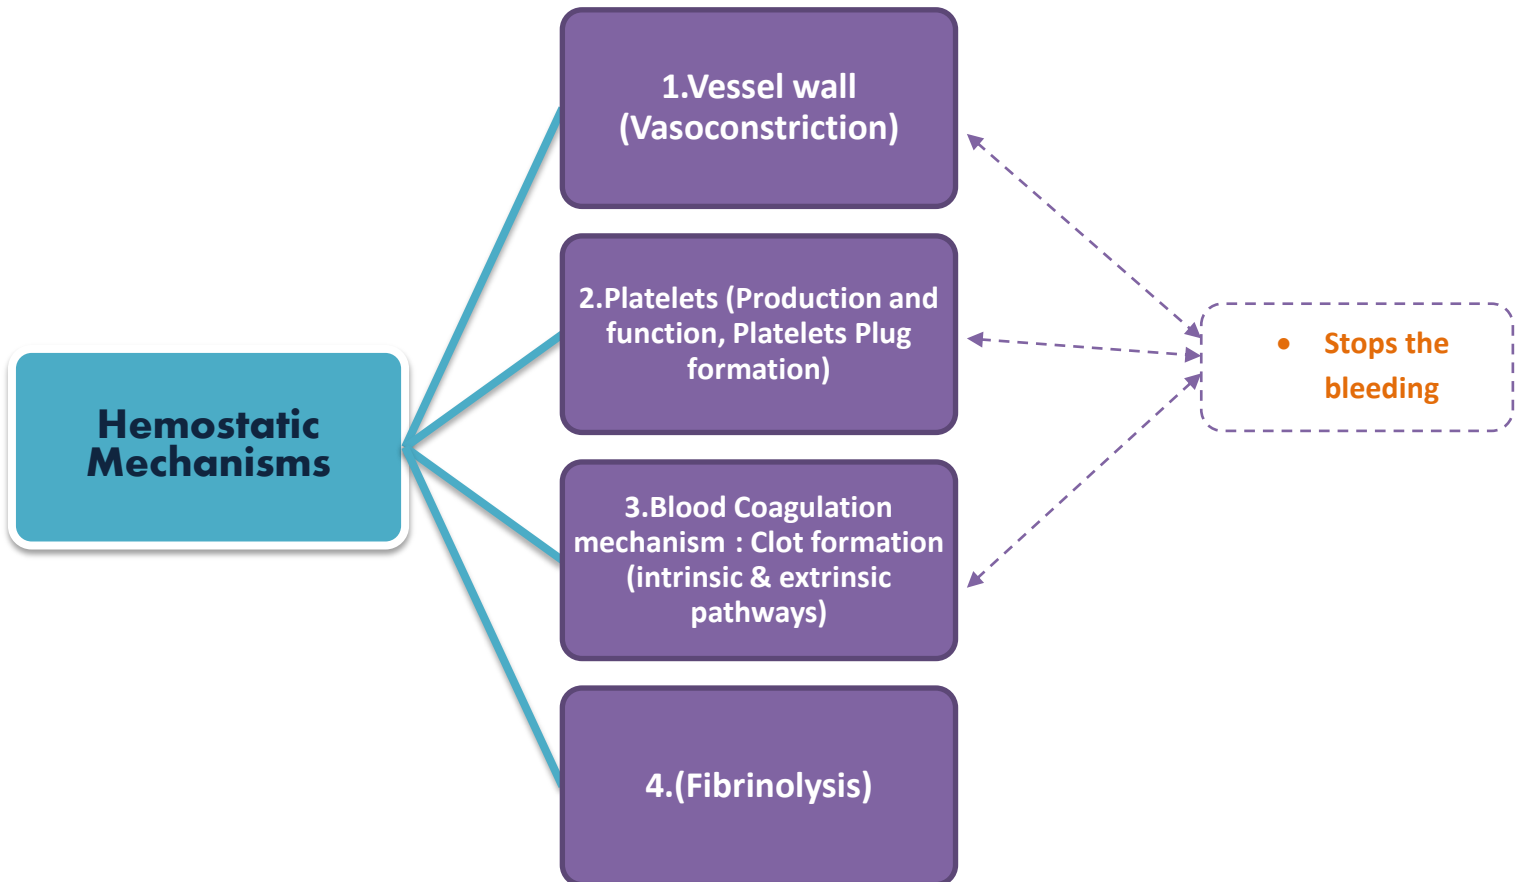 Hemostatic
Mechanisms
1.Vessel wall
(Vasoconstriction)
2.Platelets (Production and
function, Platelets Plug
formation)
3.Blood Coagulation
mechanism : Clot formation
(intrinsic & extrinsic
pathways)
4.(Fibrinolysis)
• Stops the
bleeding